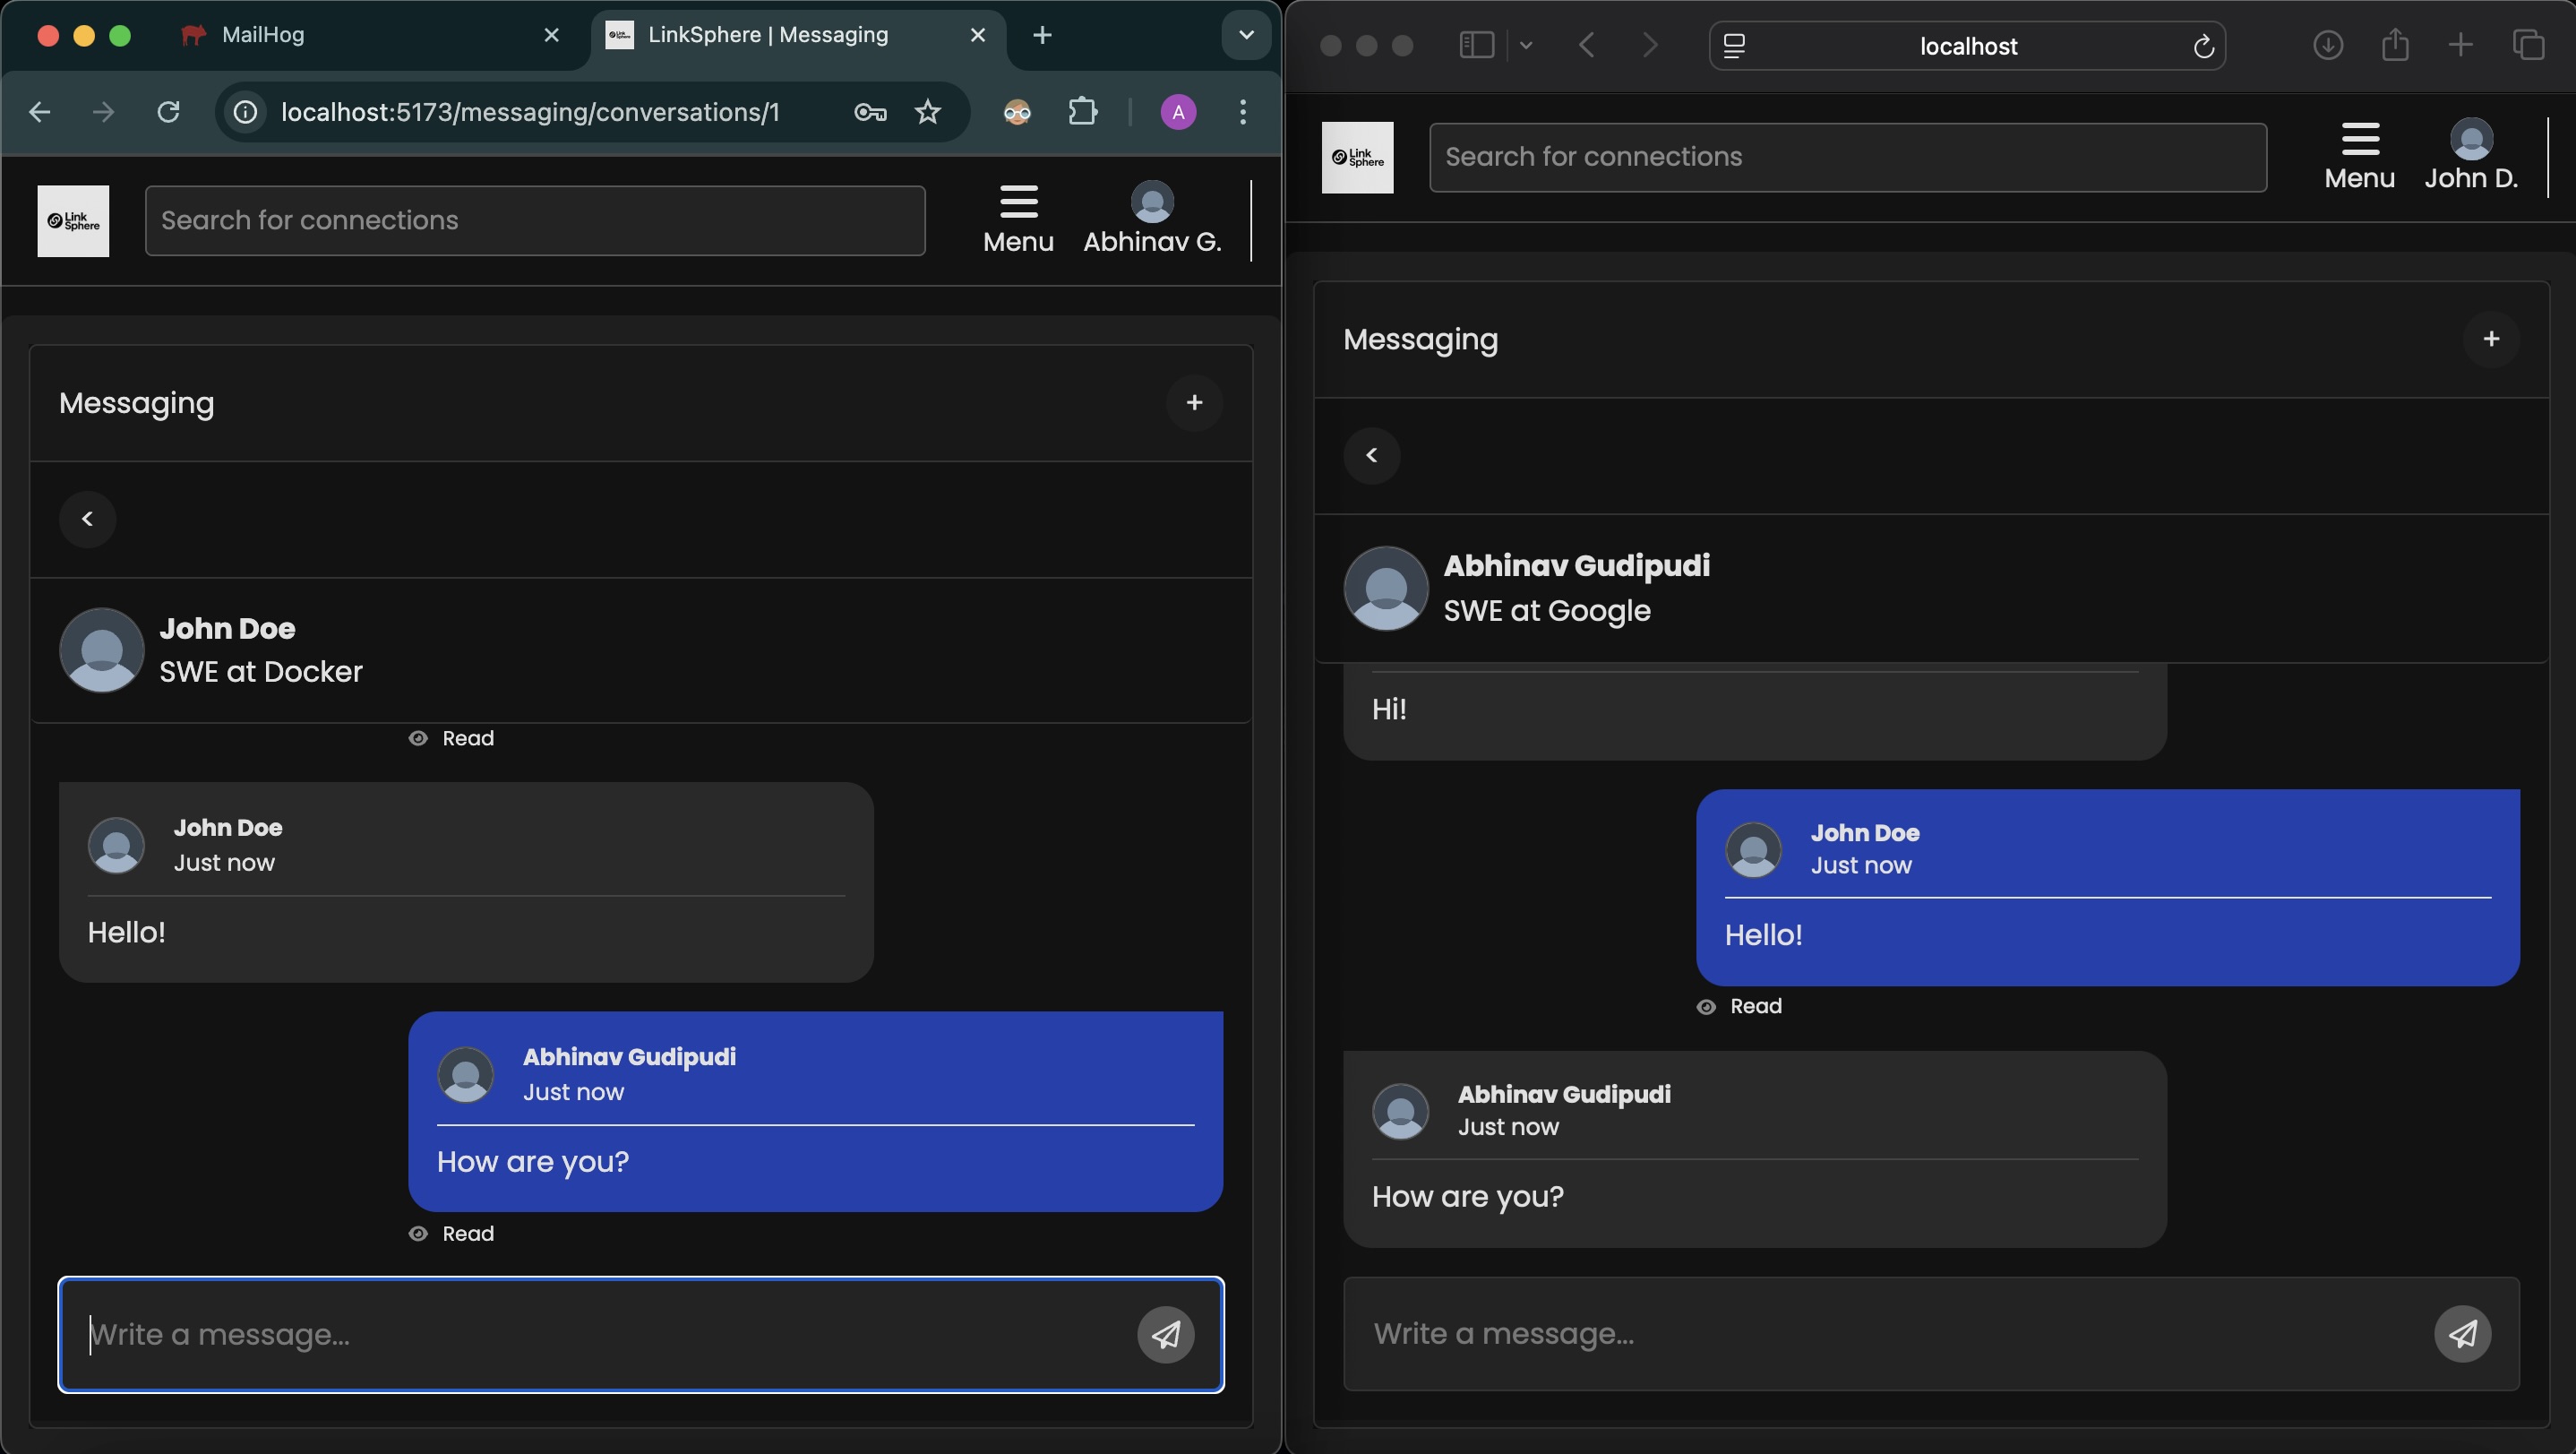 MailHog
LinkSphere | Messaging
localhost:5173/messaging/conversations/1
A
Link
Sphere
Search for connections
Menu
Abhinav G.
Messaging
+
<
John Doe
SWE at Docker
Read
John Doe
Just now
Hello!
Abhinav Gudipudi
Just now
How are you?
Read
Write a message...
localhost
Link
Sphere
Search for connections
Menu
John D.
Messaging
+
<
Abhinav Gudipudi
SWE at Google
Hi!
John Doe
Just now
Hello!
Read
Abhinav Gudipudi
Just now
How are you?
Write a message...